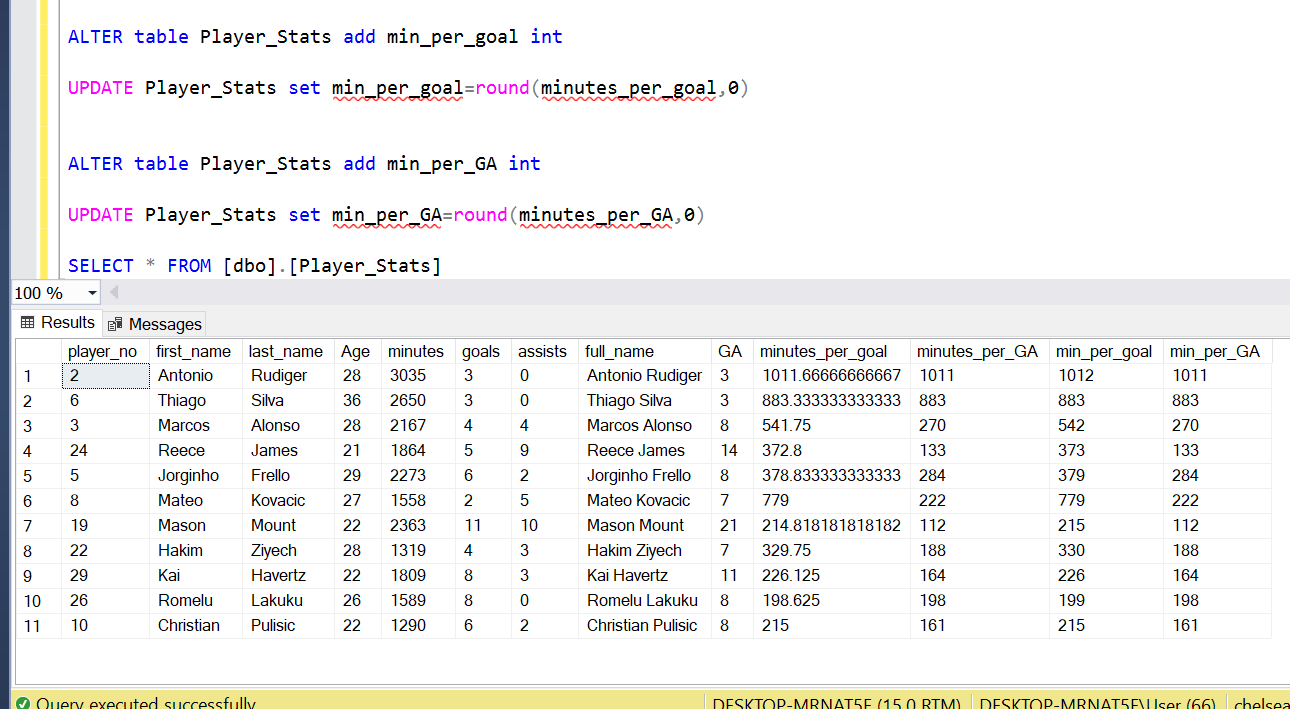 ALTER table Player_Stats add min_per_goal int
UPDATE Player_Stats set min_per_goal=round(minutes_per_goal,0)
ALTER table Player_Stats add min_per_GA int
UPDATE Player_Stats set min_per_GA=round(minutes_per_GA,0)
SELECT * FROM [dbo].[Player_Stats]
100 %
Results Messages
player_no first_name last_name Age minutes goals assists full_name GA minutes_per_goal minutes_per_GA min_per_goal min_per_GA
1 2 Antonio Rudiger 28 3035 3 0 Antonio Rudiger 3 1011.66666666667 1011 1012 1011
2 6 Thiago Silva 36 2650 3 0 Thiago Silva 3 883.333333333333 883 883 883
3 3 Marcos Alonso 28 2167 4 4 Marcos Alonso 8 541.75 270 542 270
4 24 Reece James 21 1864 5 9 Reece James 14 372.8 133 373 133
5 5 Jorginho Frello 29 2273 6 2 Jorginho Frello 8 378.833333333333 284 379 284
6 8 Mateo Kovacic 27 1558 2 5 Mateo Kovacic 7 779 222 779 222
7 19 Mason Mount 22 2363 11 10 Mason Mount 21 214.818181818182 112 215 112
8 22 Hakim Ziyech 28 1319 4 3 Hakim Ziyech 7 329.75 188 330 188
9 29 Kai Havertz 22 1809 8 3 Kai Havertz 11 226.125 164 226 164
10 26 Romelu Lakuku 26 1589 8 0 Romelu Lakuku 8 198.625 198 199 198
11 10 Christian Pulisic 22 1290 6 2 Christian Pulisic 8 215 161 215 161
Query executed successfully DESKTOP-MRNAT5F (15.0 RTM) DESKTOP-MRNAT5F\User (66) chelsea